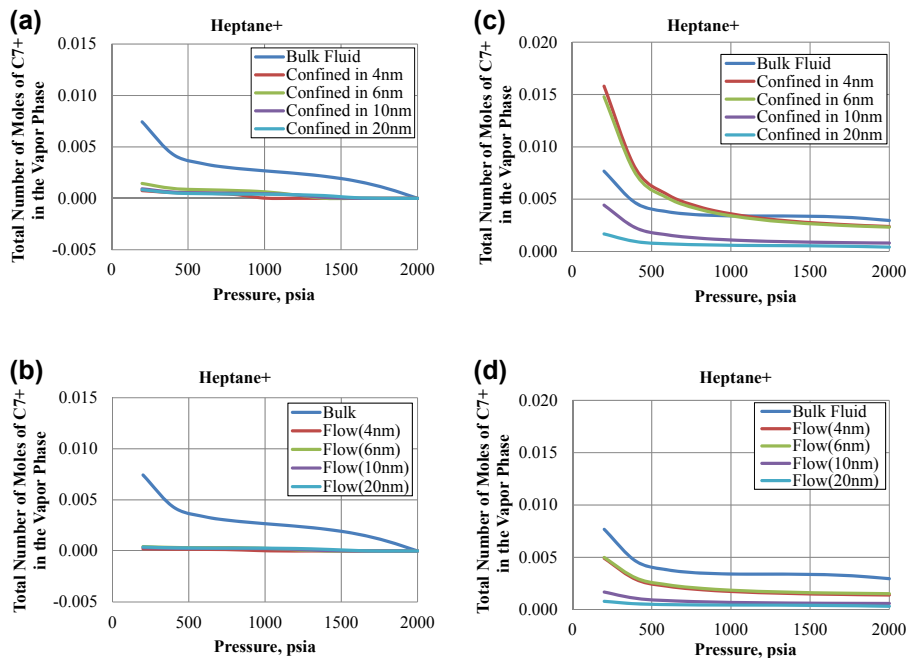 (a)
Heptane+
Total Number of Moles of C7+
in the Vapor Phase
0.015
0.010
0.005
0.000
-0.005
Bulk Fluid
Confined in 4nm
Confined in 6nm
Confined in 10nm
Confined in 20nm
0
500
1000
1500
2000
Pressure, psia
(c)
Heptane+
Total Number of Moles of C7+
in the Vapor Phase
0.020
0.015
0.010
0.005
0.000
Bulk Fluid
Confined in 4nm
Confined in 6nm
Confined in 10nm
Confined in 20nm
0
500
1000
1500
2000
Pressure, psia
(b)
Heptane+
Total Number of Moles of C7+
in the Vapor Phase
0.015
0.010
0.005
0.000
-0.005
Bulk
Flow(4nm)
Flow(6nm)
Flow(10nm)
Flow(20nm)
0
500
1000
1500
2000
Pressure, psia
(d)
Heptane+
Total Number of Moles of C7+
in the Vapor Phase
0.020
0.015
0.010
0.005
0.000
Bulk Fluid
Flow(4nm)
Flow(6nm)
Flow(10nm)
Flow(20nm)
0
500
1000
1500
2000
Pressure, psia